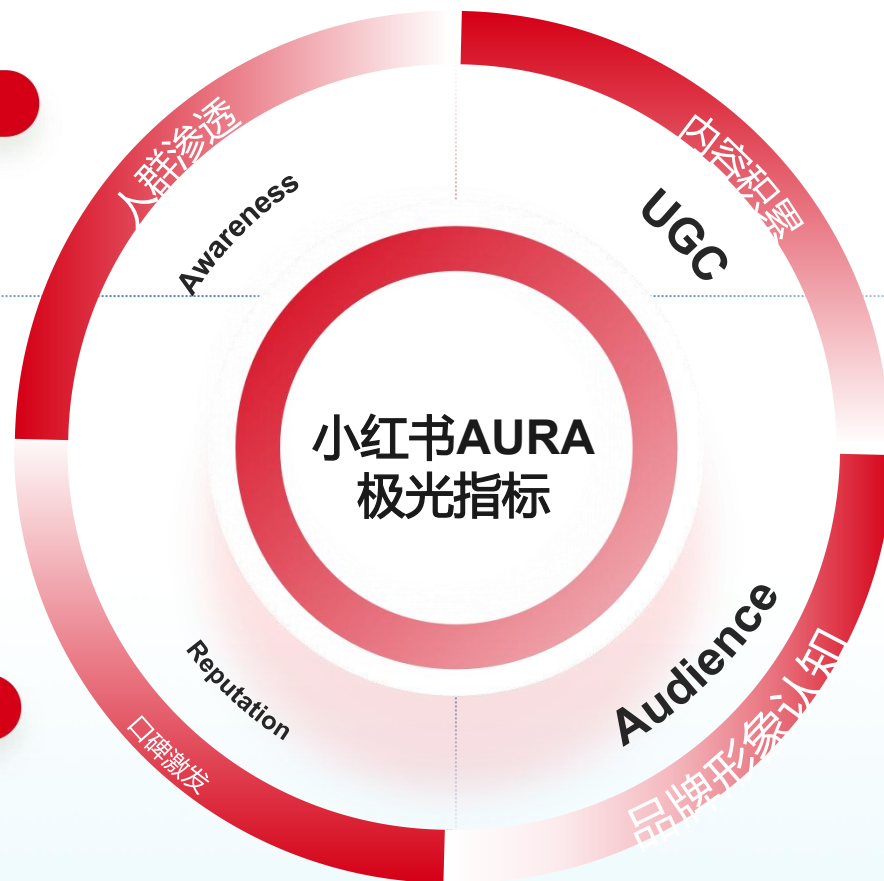 人群渗透
Awareness
内容积累
UGC
小红书AURA
极光指标
Reputation
口碑激发
Audience
品牌形象认知